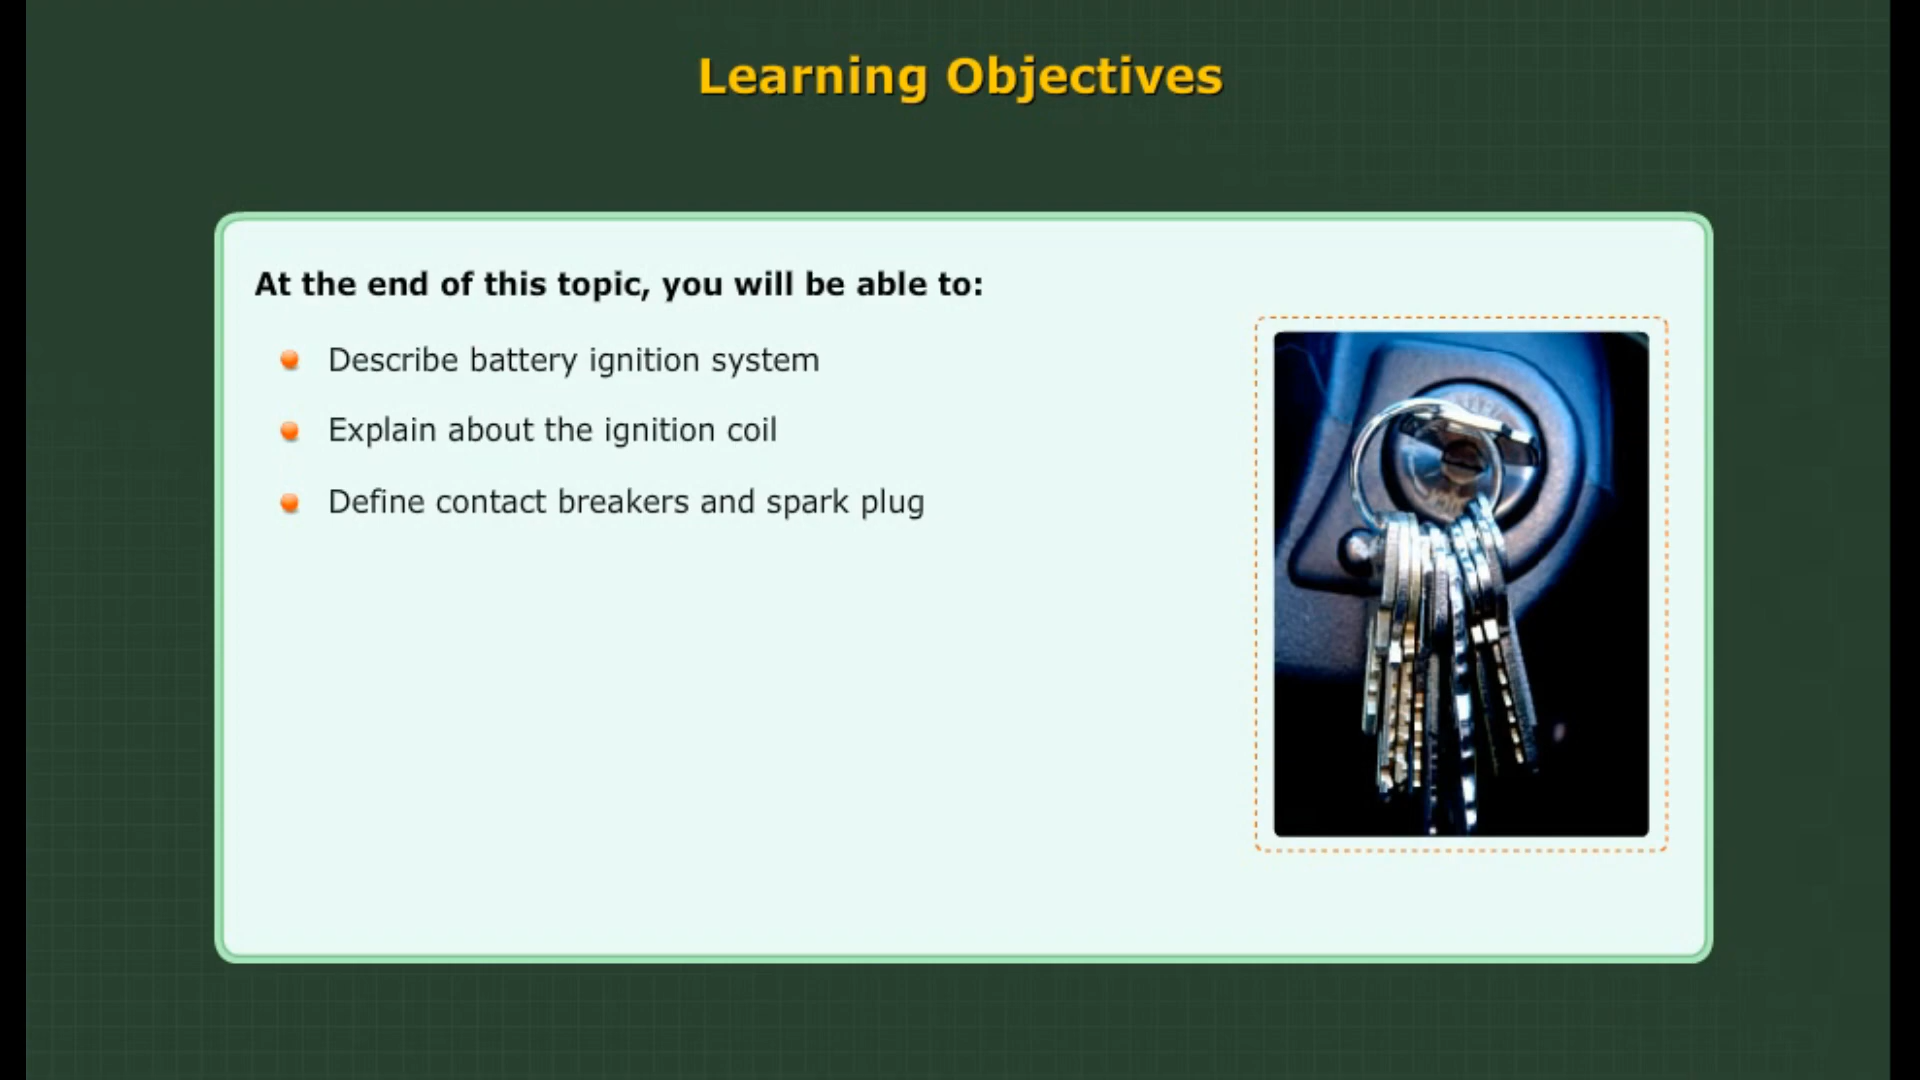 Learning Objectives
At the end of this topic, you will be able to:
Describe battery ignition system
Explain about the ignition coil
Define contact breakers and spark plug